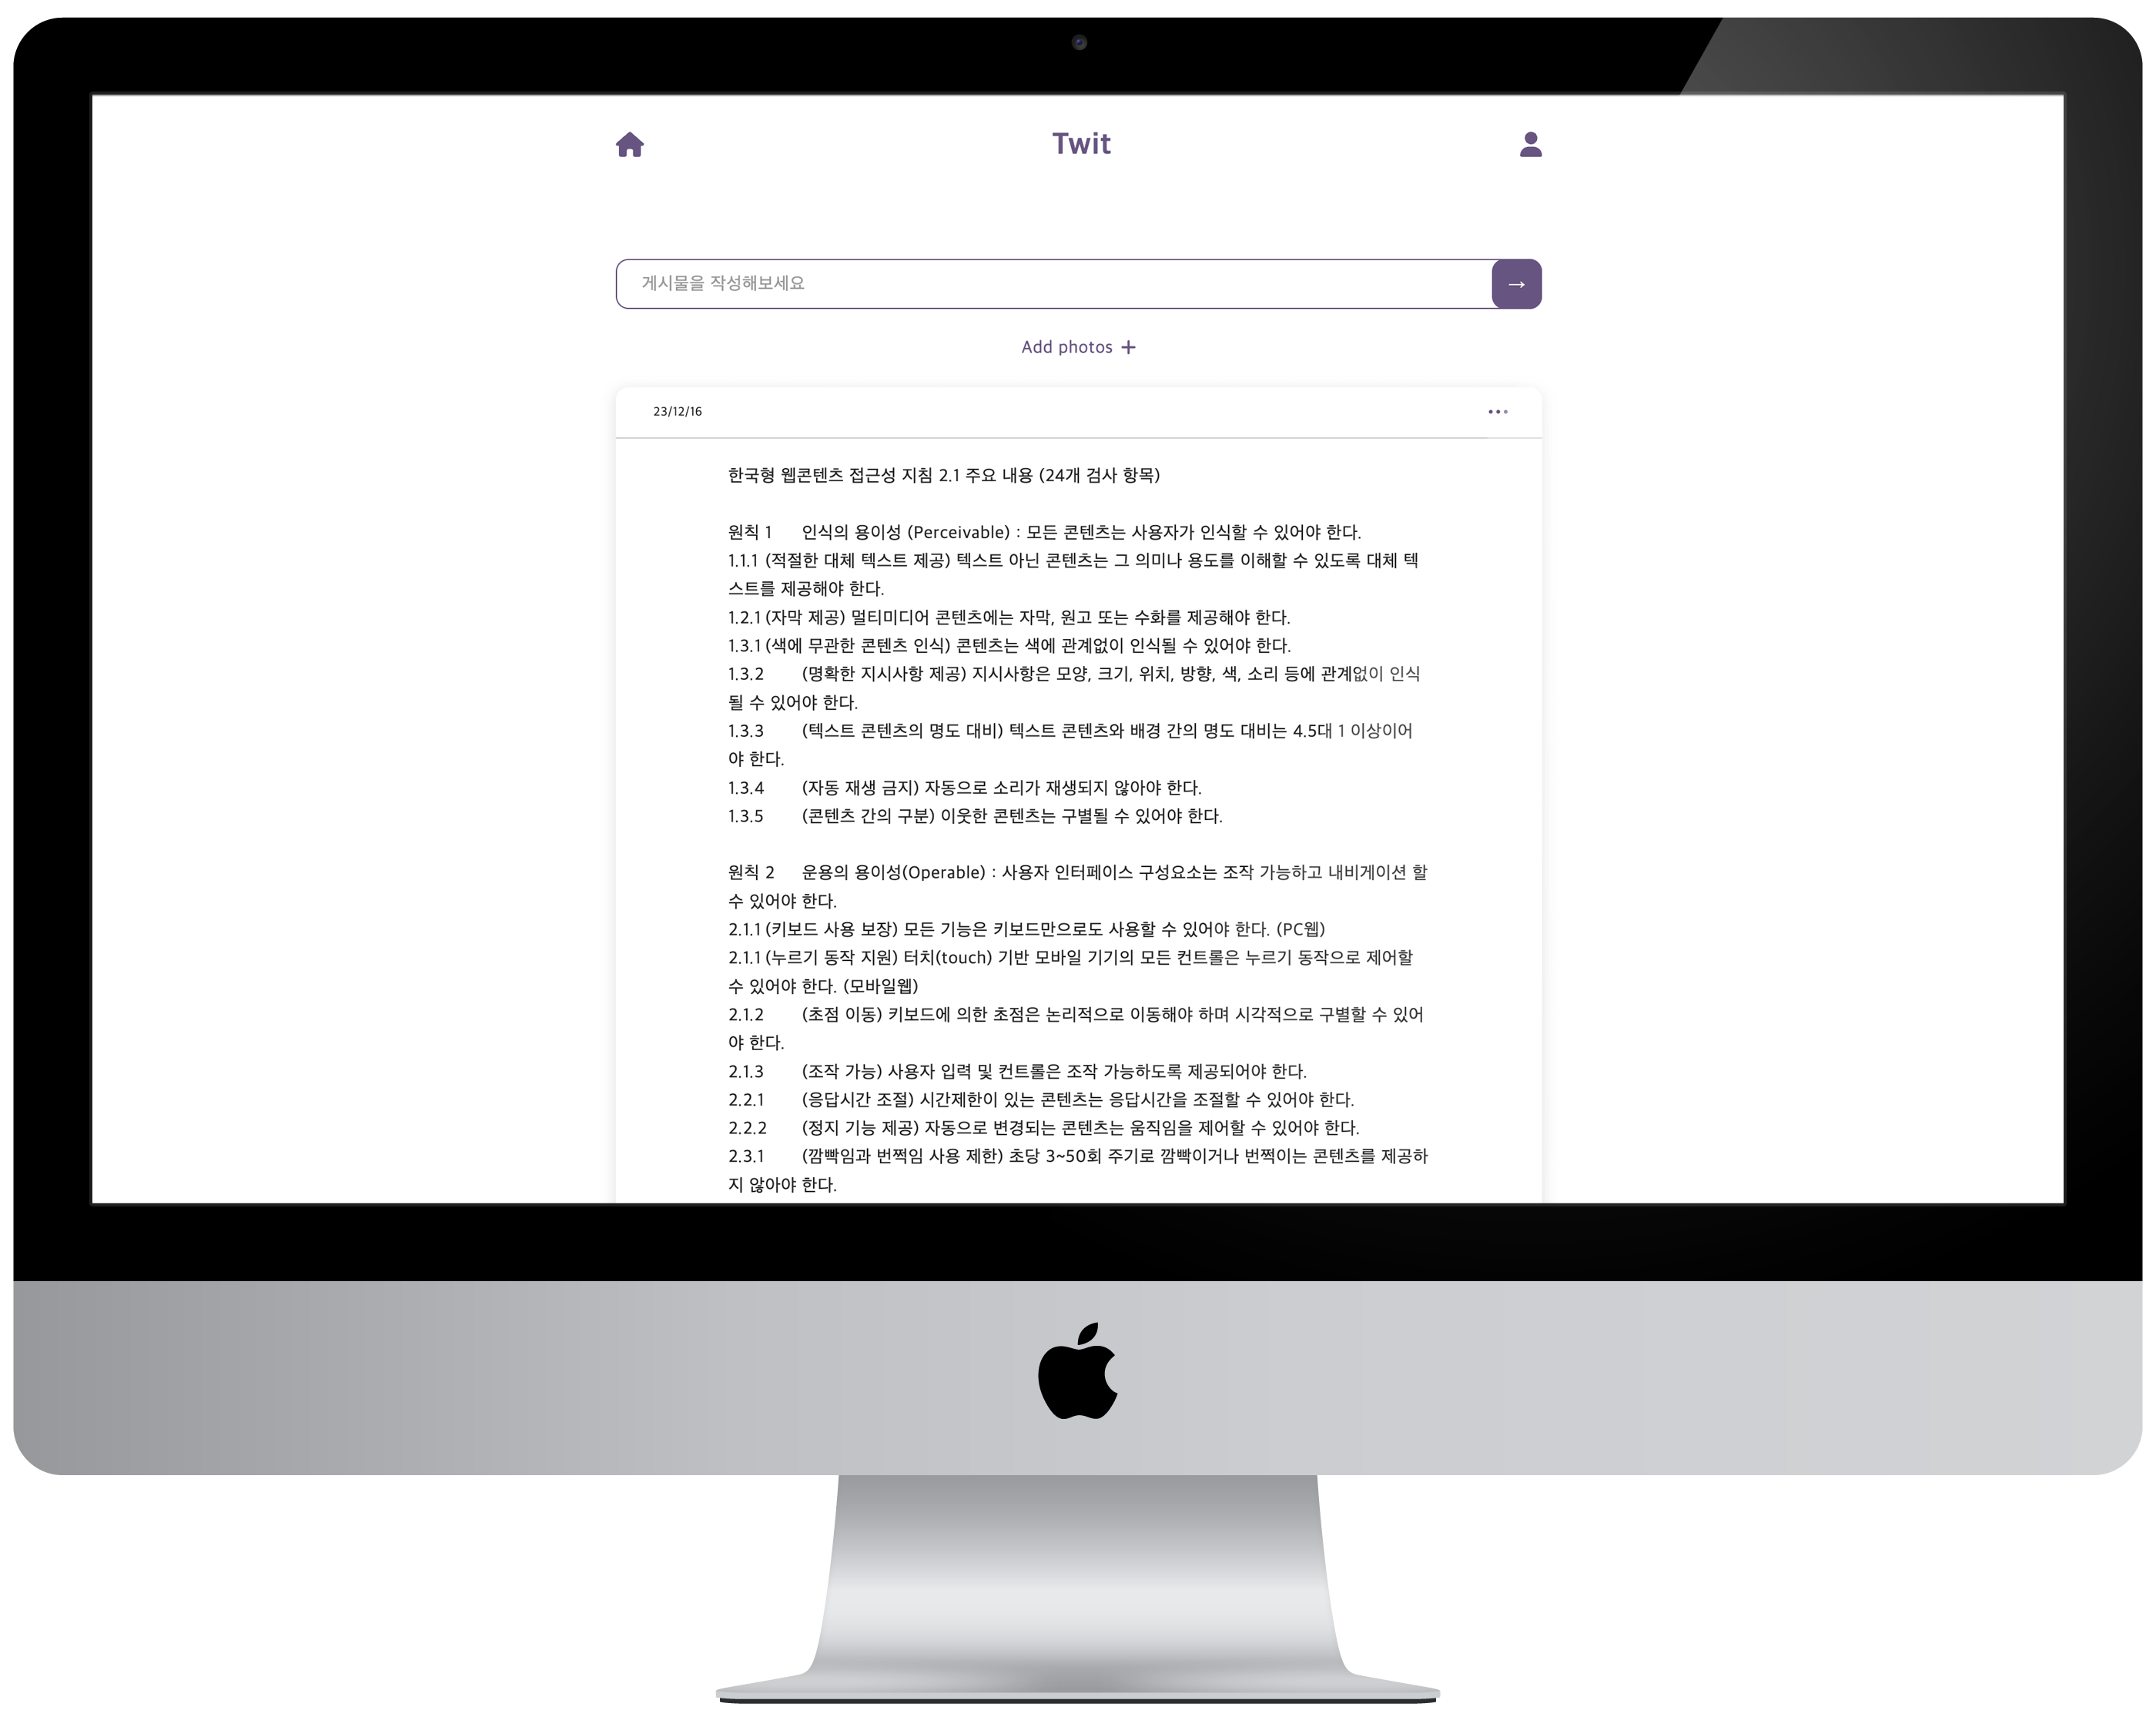 Twit
게시물을 작성해보세요
→
Add photos +
23/12/16
한국형 웹콘텐츠 접근성 지침 2.1 주요 내용 (24개 검사 항목)
원칙 1 인식의 용이성 (Perceivable) : 모든 콘텐츠는 사용자가 인식할 수 있어야 한다.
1.1.1 (적절한 대체 텍스트 제공) 텍스트 아닌 콘텐츠는 그 의미나 용도를 이해할 수 있도록 대체 텍
스트를 제공해야 한다.
1.2.1 (자막 제공) 멀티미디어 콘텐츠에는 자막, 원고 또는 수화를 제공해야 한다.
1.3.1 (색에 무관한 콘텐츠 인식) 콘텐츠는 색에 관계없이 인식될 수 있어야 한다.
1.3.2 (명확한 지시사항 제공) 지시사항은 모양, 크기, 위치, 방향, 색, 소리 등에 관계없이 인식
될 수 있어야 한다.
1.3.3 (텍스트 콘텐츠의 명도 대비) 텍스트 콘텐츠와 배경 간의 명도 대비는 4.5대 1 이상이어
야 한다.
1.3.4 (자동 재생 금지) 자동으로 소리가 재생되지 않아야 한다.
1.3.5 (콘텐츠 간의 구분) 이웃한 콘텐츠는 구별될 수 있어야 한다.
원칙 2 운용의 용이성(Operable) : 사용자 인터페이스 구성요소는 조작 가능하고 내비게이션 할
수 있어야 한다.
2.1.1 (키보드 사용 보장) 모든 기능은 키보드만으로도 사용할 수 있어야 한다. (PC웹)
2.1.1 (누르기 동작 지원) 터치(touch) 기반 모바일 기기의 모든 컨트롤은 누르기 동작으로 제어할
수 있어야 한다. (모바일웹)
2.1.2 (초점 이동) 키보드에 의한 초점은 논리적으로 이동해야 하며 시각적으로 구별할 수 있어
야 한다.
2.1.3 (조작 가능) 사용자 입력 및 컨트롤은 조작 가능하도록 제공되어야 한다.
2.2.1 (응답시간 조절) 시간제한이 있는 콘텐츠는 응답시간을 조절할 수 있어야 한다.
2.2.2 (정지 기능 제공) 자동으로 변경되는 콘텐츠는 움직임을 제어할 수 있어야 한다.
2.3.1 (깜빡임과 번쩍임 사용 제한) 초당 3~50회 주기로 깜빡이거나 번쩍이는 콘텐츠를 제공하
지 않아야 한다.